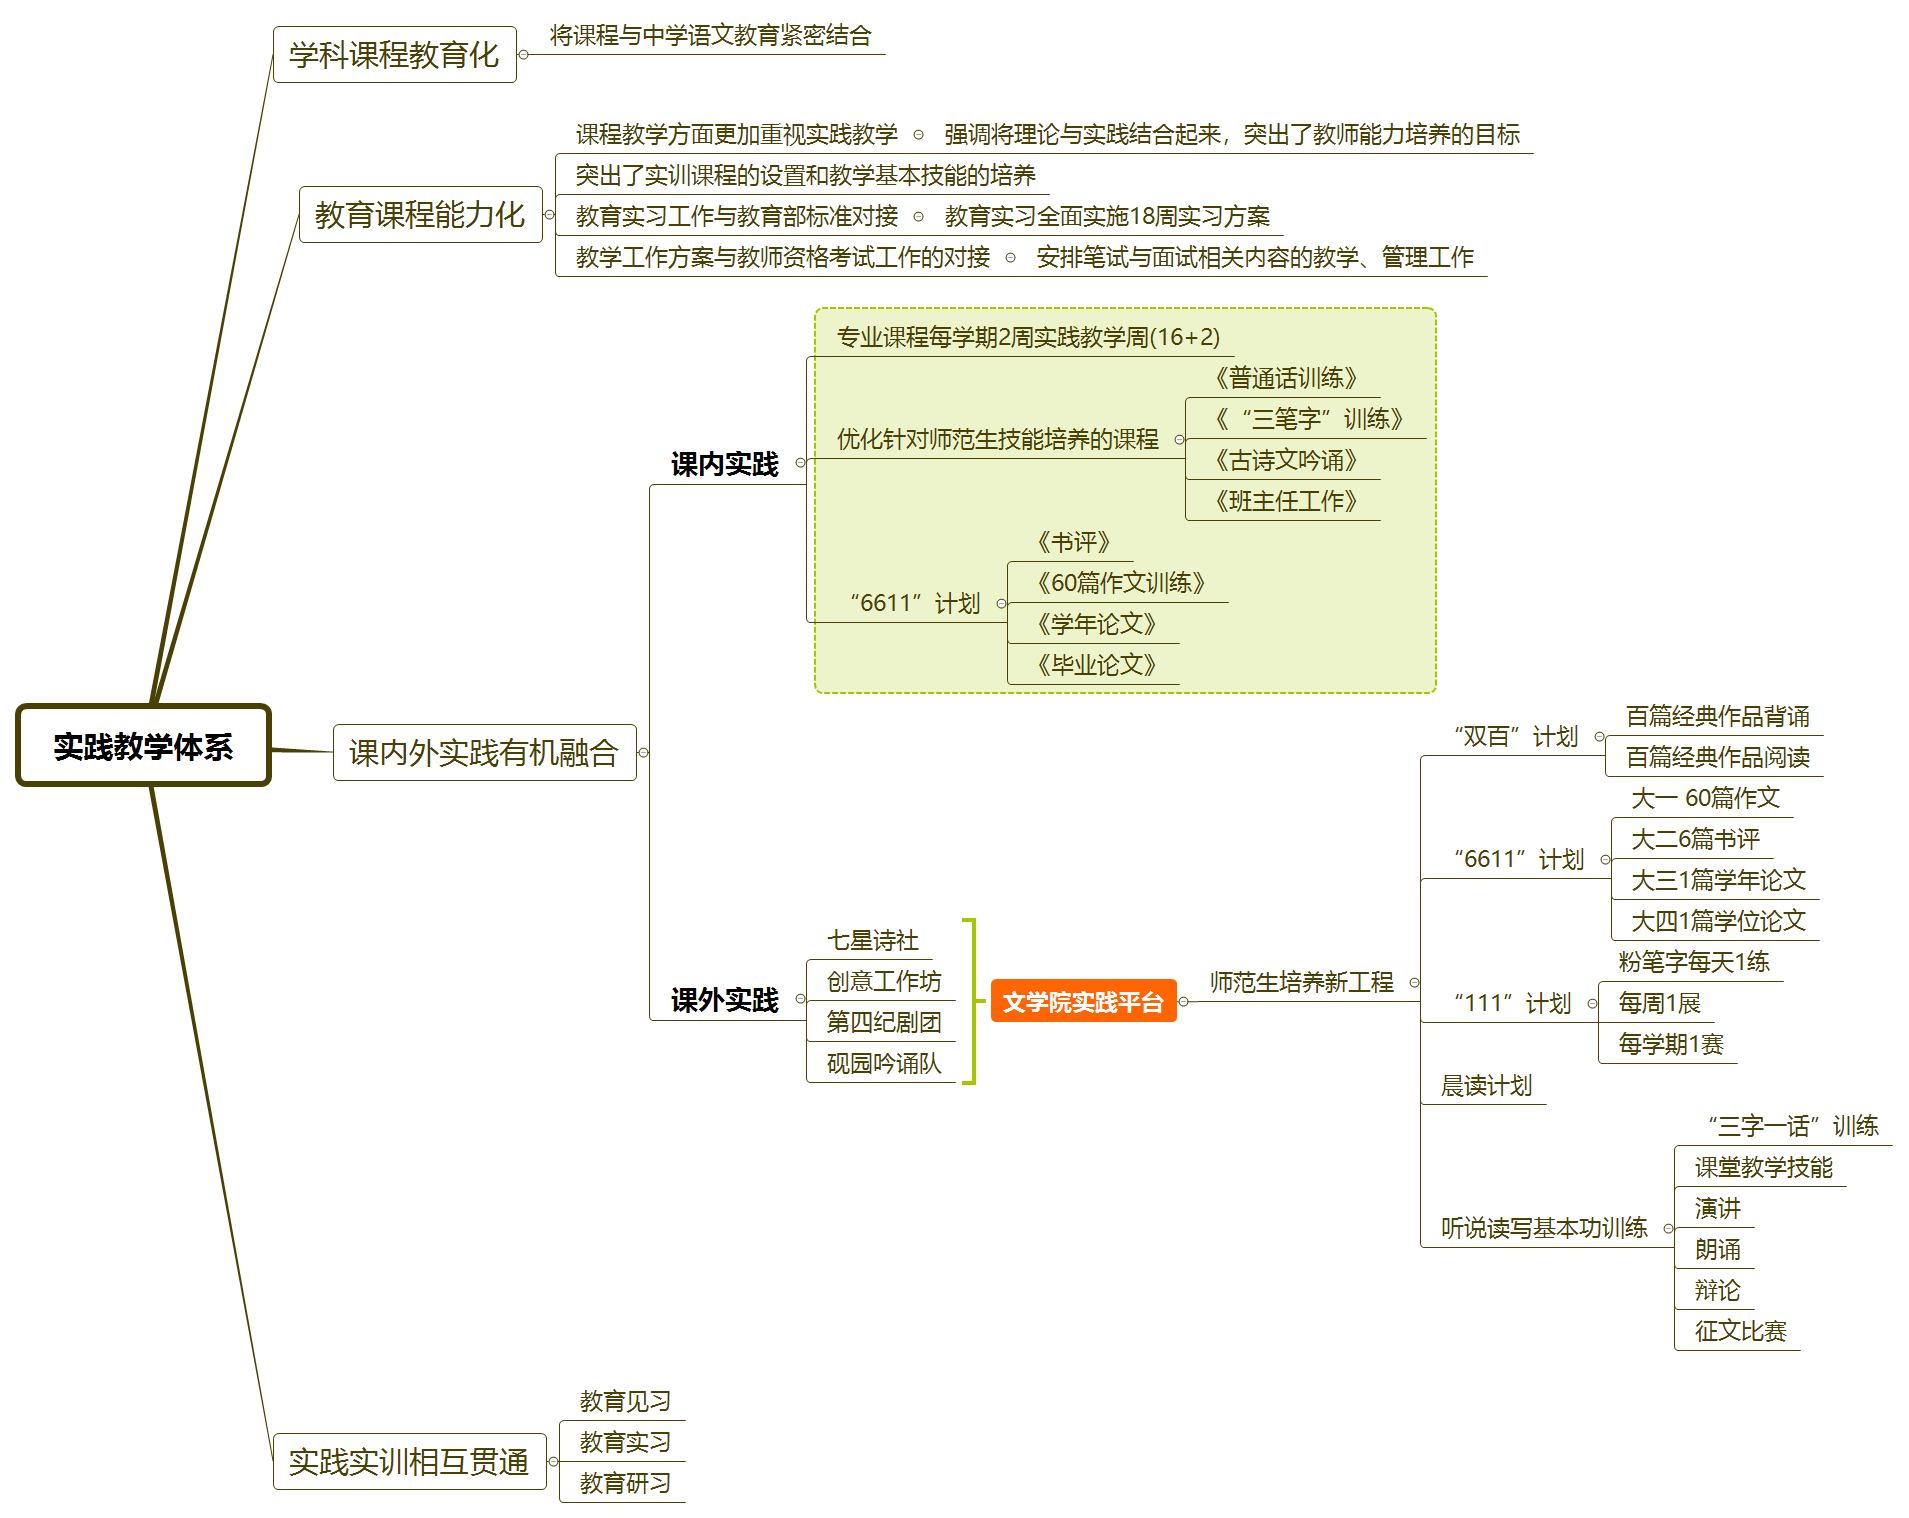 学科课程教育化
将课程与中学语文教育紧密结合
教育课程能力化
课程教学方面更加重视实践教学
强调将理论与实践结合起来，突出了教师能力培养的目标
突出了实训课程的设置和教学基本技能的培养
教育实习工作与教育部标准对接
教育实习全面实施18周实习方案
教学工作方案与教师资格考试工作的对接
安排笔试与面试相关内容的教学、管理工作
实践教学体系
课内外实践有机融合
课内实践
专业课程每学期2周实践教学周(16+2)
优化针对师范生技能培养的课程
《普通话训练》
《“三笔字”训练》
《古诗文吟诵》
《班主任工作》
“6611”计划
《书评》
《60篇作文训练》
《学年论文》
《毕业论文》
课外实践
七星诗社
创意工作坊
第四纪剧团
砚园吟诵队
文学院实践平台
师范生培养新工程
“双百”计划
百篇经典作品背诵
百篇经典作品阅读
“6611”计划
大一 60篇作文
大二6篇书评
大三1篇学年论文
大四1篇学位论文
“111”计划
粉笔字每天1练
每周1展
每学期1赛
晨读计划
听说读写基本功训练
“三字一话”训练
课堂教学技能
演讲
朗诵
辩论
征文比赛
实践实训相互贯通
教育见习
教育实习
教育研习